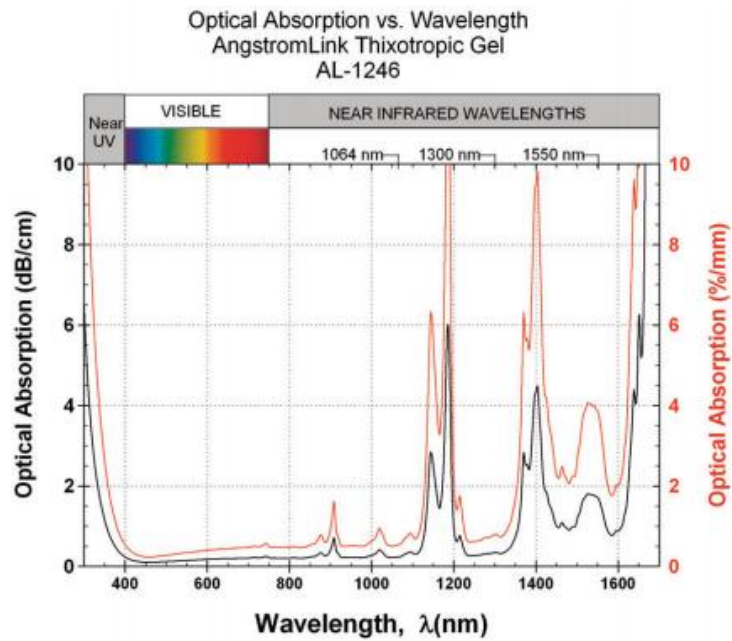 Optical Absorption vs. Wavelength
AngstromLink Thixotropic Gel
AL-1246
Near UV
VISIBLE
NEAR INFRARED WAVELENGTHS
1064 nm
1300 nm
1550 nm
Optical Absorption (dB/cm)
10
8
6
4
2
0
10
8
6
4
2
0
Optical Absorption (%/mm)
400 600 800 1000 1200 1400 1600
Wavelength, λ(nm)